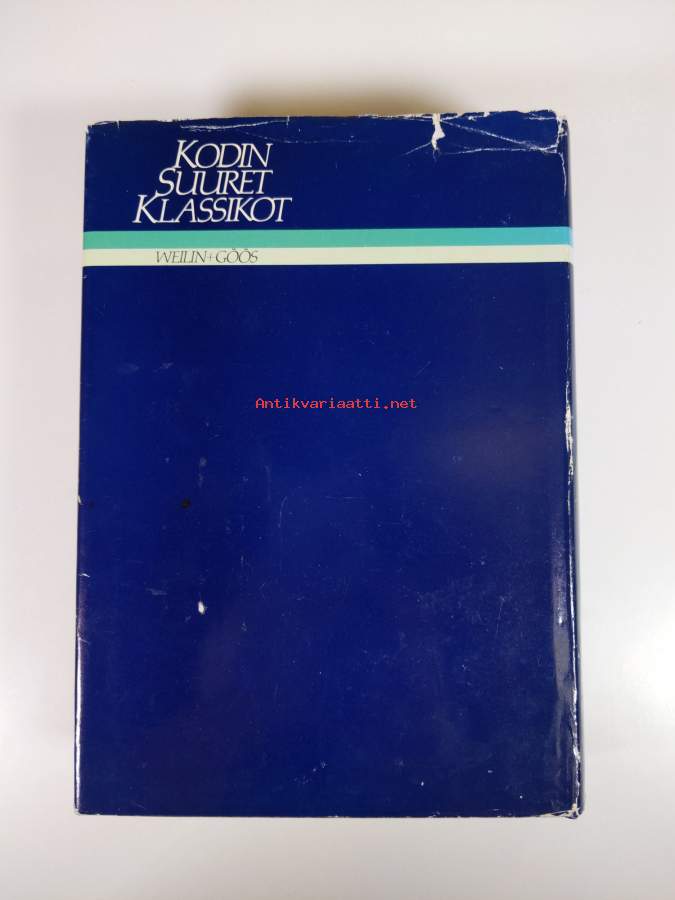 KODIN
SUURET
KLASSIKOT
WEILIN+GÖÖS
Antikvariaatti.net